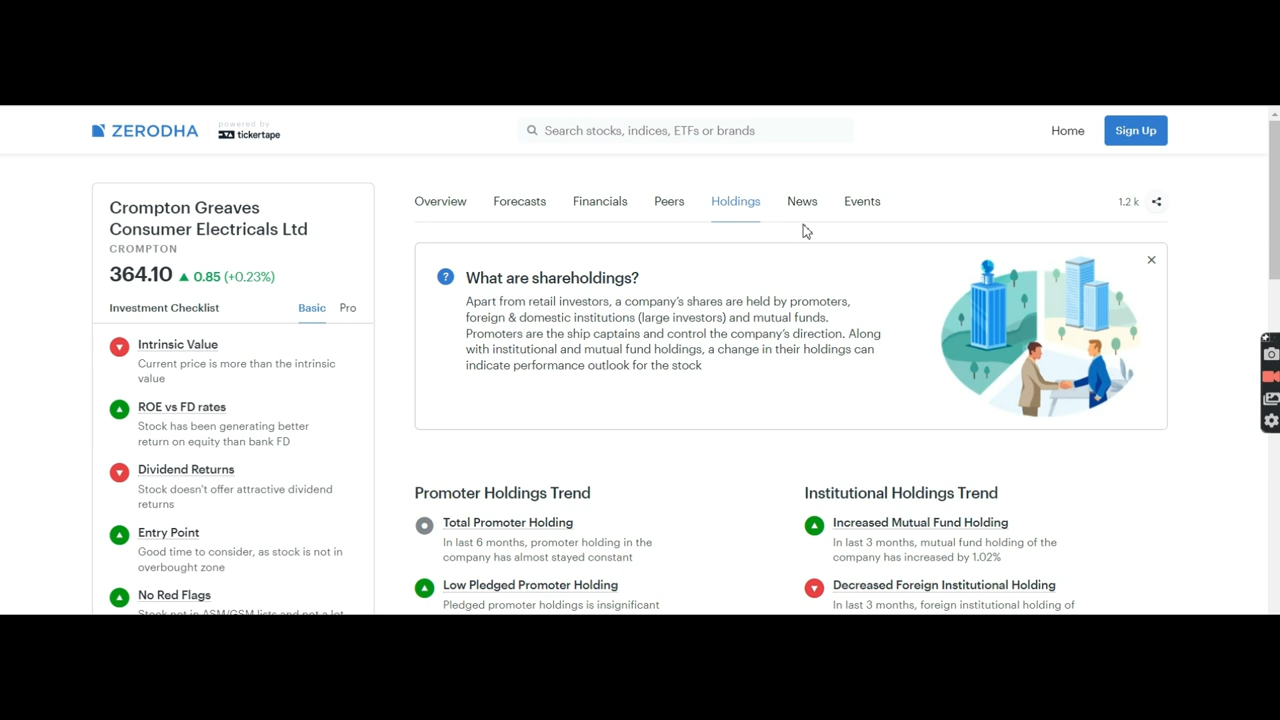 ZERODHA
powered by
tickertape
Search stocks, indices, ETFs or brands
Home
Sign Up
Crompton Greaves
Consumer Electricals Ltd
CROMPTON
364.10 ▲ 0.85 (+0.23%)
Investment Checklist
Basic
Pro
Intrinsic Value
Current price is more than the intrinsic
value
ROE vs FD rates
Stock has been generating better
return on equity than bank FD
Dividend Returns
Stock doesn't offer attractive dividend
returns
Entry Point
Good time to consider, as stock is not in
overbought zone
No Red Flags
Stock not in ASM/GSM lists and not a lot
Overview
Forecasts
Financials
Peers
Holdings
News
Events
1.2 k
What are shareholdings?
Apart from retail investors, a company's shares are held by promoters,
foreign & domestic institutions (large investors) and mutual funds.
Promoters are the ship captains and control the company's direction. Along
with institutional and mutual fund holdings, a change in their holdings can
indicate performance outlook for the stock
Promoter Holdings Trend
Total Promoter Holding
In last 6 months, promoter holding in the
company has almost stayed constant
Low Pledged Promoter Holding
Pledged promoter holdings is insignificant
Institutional Holdings Trend
Increased Mutual Fund Holding
In last 3 months, mutual fund holding of the
company has increased by 1.02%
Decreased Foreign Institutional Holding
In last 3 months, foreign institutional holding of